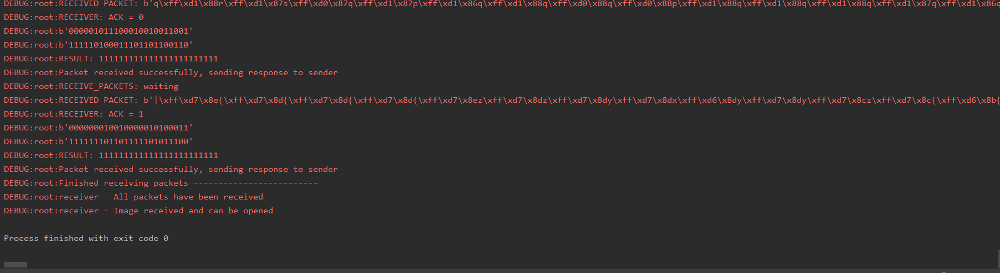 DEBUG:root:RECEIVED PACKET: b'q\xff\xd1\x88r\xff\xd1\x87s\xff\xd0\x87q\xff\xd1\x87p\xff\xd1\x86q\xff\xd1\x88q\xff\xd0\x88q\xff\xd0\x88p\xff\xd1\x88q\xff\xd1\x88q\xff\xd1\x88q\xff\xd1\x87q\xff\xd1\x86q
DEBUG:root:RECEIVER: ACK = 0
DEBUG:root:b'000001011100010010011001'
DEBUG:root:b'111110100011101101100110'
DEBUG:root:RESULT: 111111111111111111111111
DEBUG:root:Packet received successfully, sending response to sender
DEBUG:root:RECEIVE_PACKETS: waiting
DEBUG:root:RECEIVED PACKET: b'|\xff\xd7\x8e{\xff\xd7\x8d{\xff\xd7\x8d{\xff\xd7\x8d{\xff\xd7\x8ez\xff\xd7\x8dz\xff\xd7\x8dy\xff\xd7\x8dx\xff\xd6\x8dy\xff\xd7\x8dy\xff\xd7\x8cz\xff\xd7\x8c{\xff\xd6\x8b{
DEBUG:root:RECEIVER: ACK = 1
DEBUG:root:b'000000010010000010100011'
DEBUG:root:b'111111101101111101011100'
DEBUG:root:RESULT: 111111111111111111111111
DEBUG:root:Packet received successfully, sending response to sender
DEBUG:root:Finished receiving packets -------------------------
DEBUG:root:receiver - All packets have been received
DEBUG:root:receiver - Image received and can be opened
Process finished with exit code 0